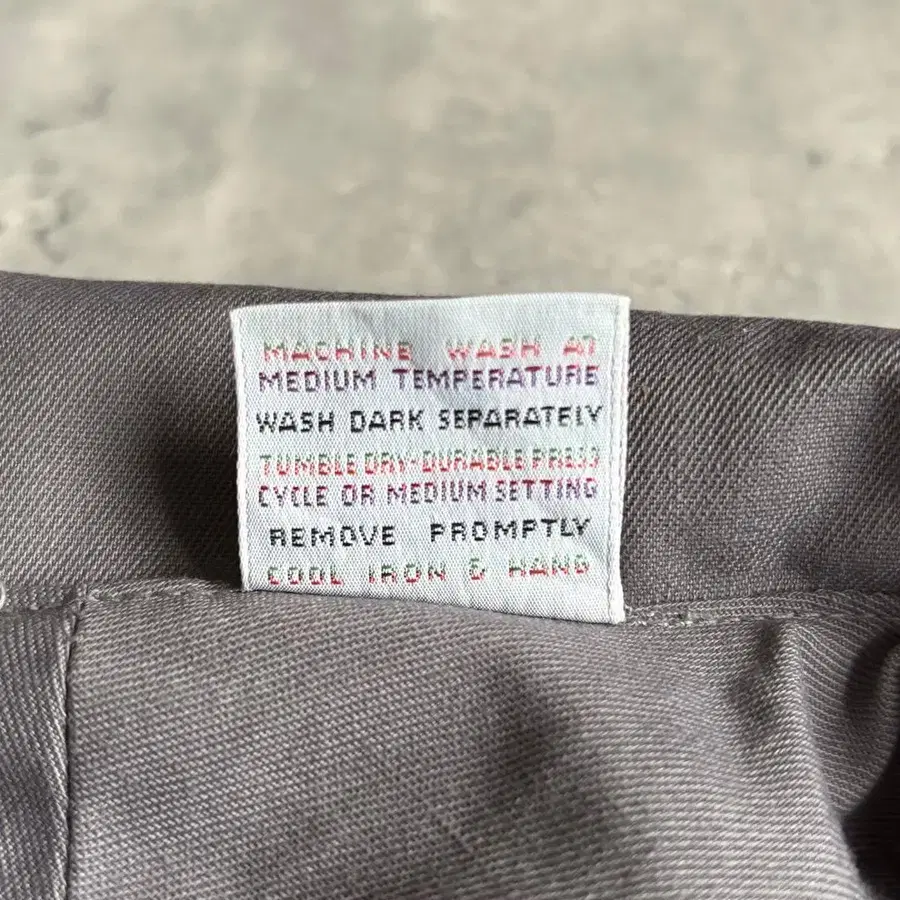 MACHINE WASH AT
MEDIUM TEMPERATURE
WASH DARK SEPARATELY
TUMBLE DRY-DURABLE PRESS
CYCLE OR MEDIUM SETTING
REMOVE PROMPTLY
COOL IRON & HANG